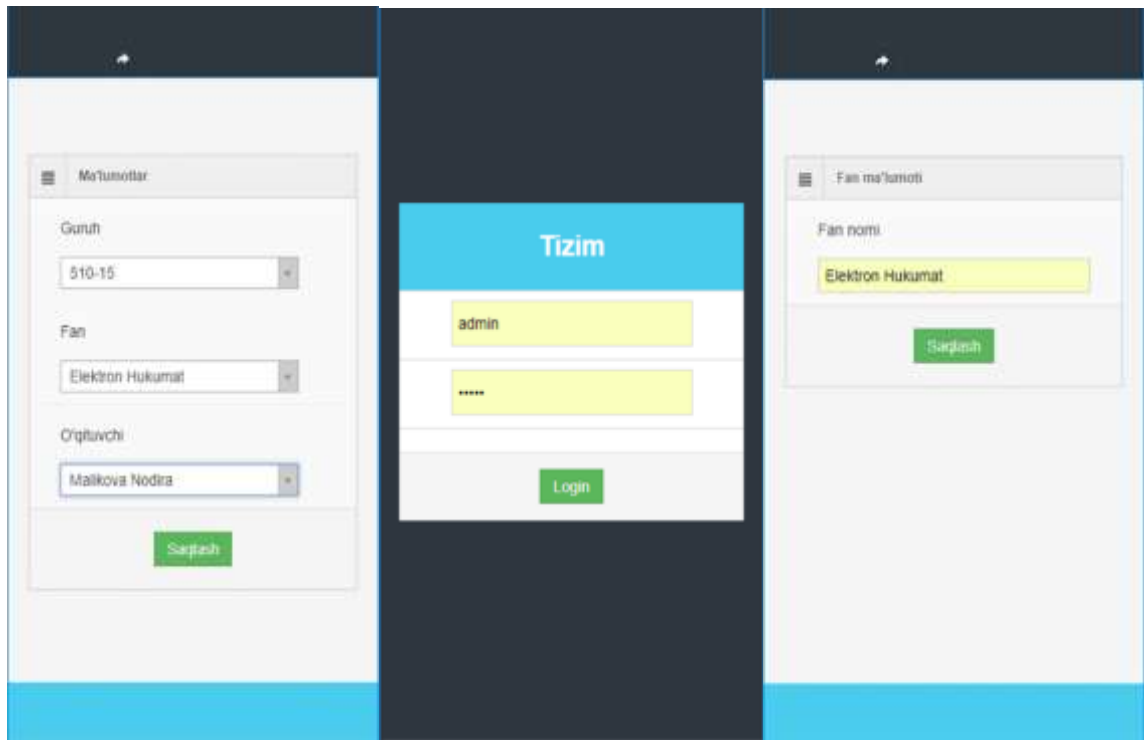 Ma'lumotlar
Guruh
510-15
Fan
Elektron Hukumat
O'qituvchi
Malikova Nodira
Saqlash
Tizim
admin
•••••
Login
Fan ma'lumoti
Fan nomi
Elektron Hukumat
Saqlash